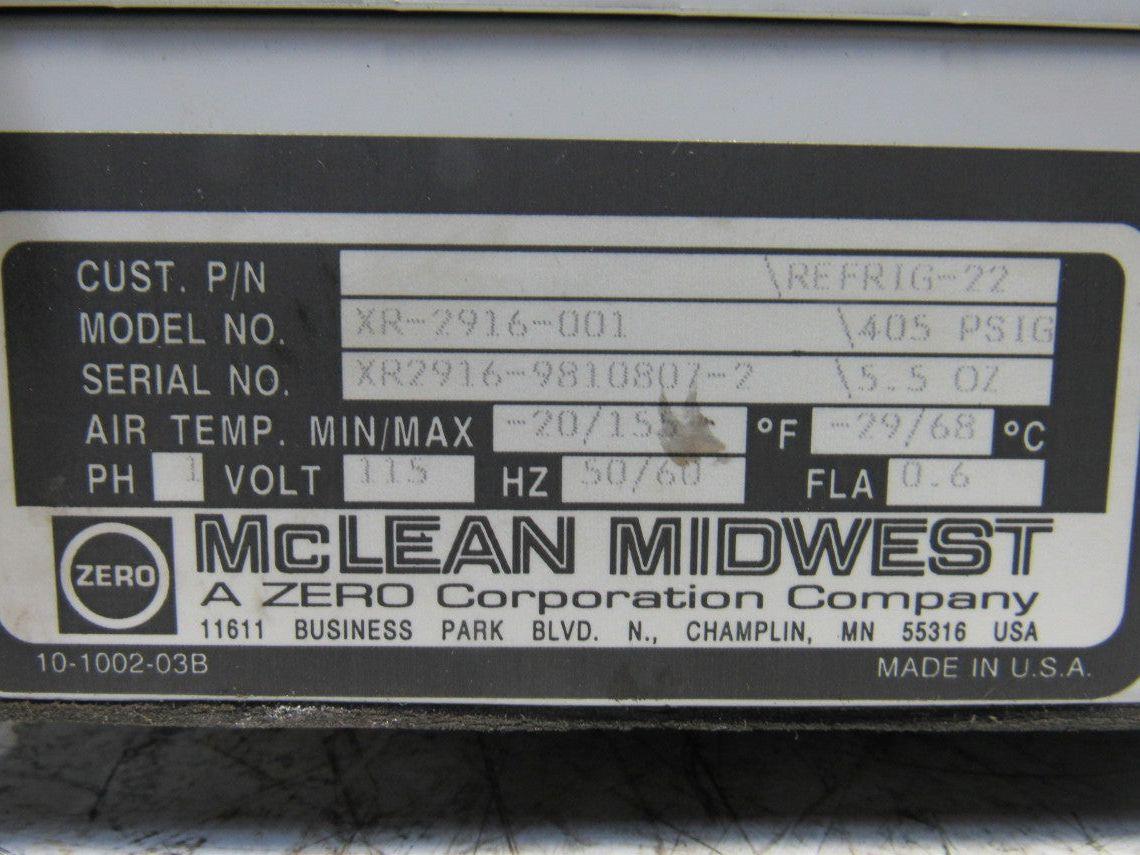 CUST. P/N \REFRIG-22
MODEL NO. XR-2916-001 \405 PSIG
SERIAL NO. XR2916-9810807-2 \5.5 OZ
AIR TEMP. MIN/MAX -20/155 °F -29/68 °C
PH 1 VOLT 115 HZ 50/60 FLA 0.6
ZERO
McLEAN MIDWEST
A ZERO Corporation Company
11611 BUSINESS PARK BLVD. N., CHAMPLIN, MN 55316 USA
10-1002-03B MADE IN U.S.A.